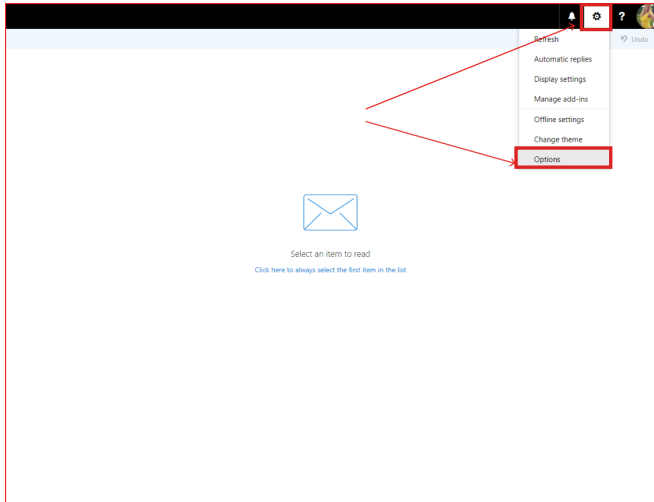 ?
Refresh
Undo
Automatic replies
Display settings
Manage add-ins
Offline settings
Change theme
Options
Select an item to read
Click here to always select the first item in the list